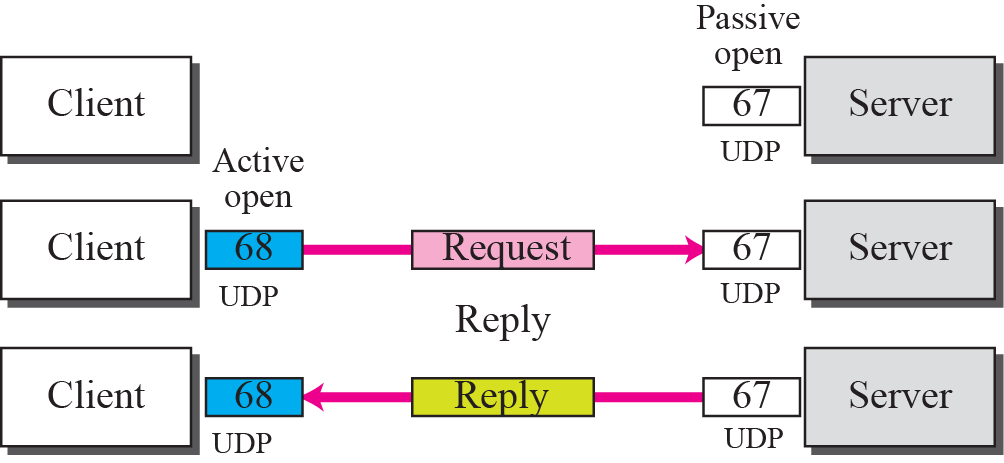 Passive
open
Client
67
Server
UDP
Active
open
Client
68
Request
67
Server
UDP
UDP
Reply
Client
68
Reply
67
Server
UDP
UDP